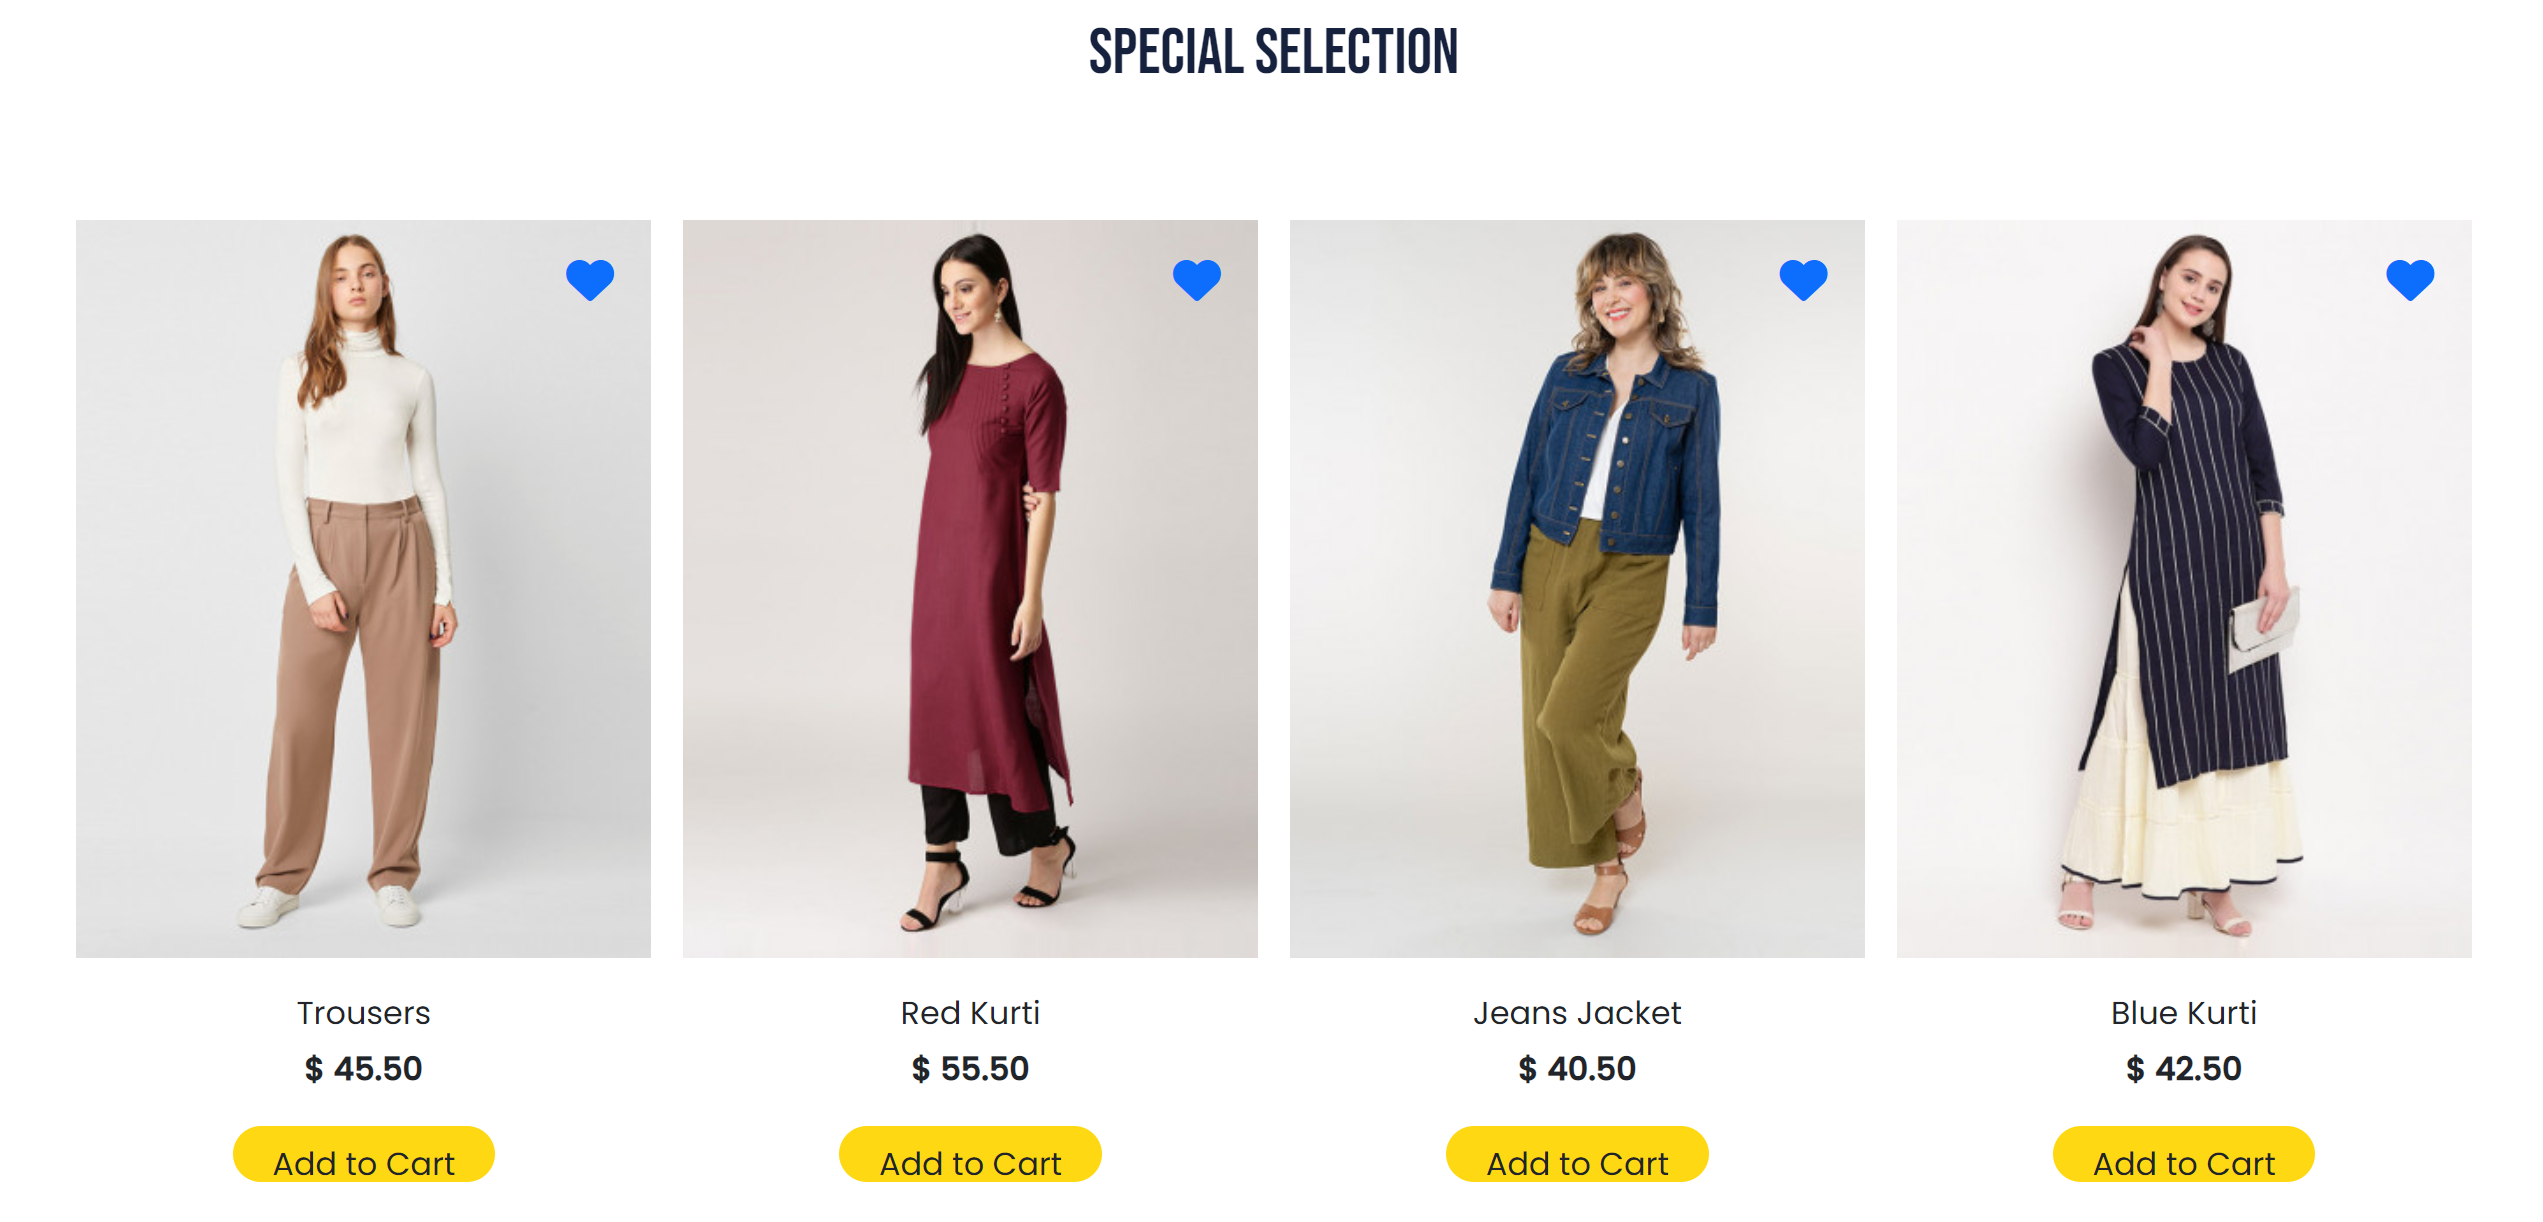 SPECIAL SELECTION
Trousers
$ 45.50
Add to Cart
Red Kurti
$ 55.50
Add to Cart
Jeans Jacket
$ 40.50
Add to Cart
Blue Kurti
$ 42.50
Add to Cart